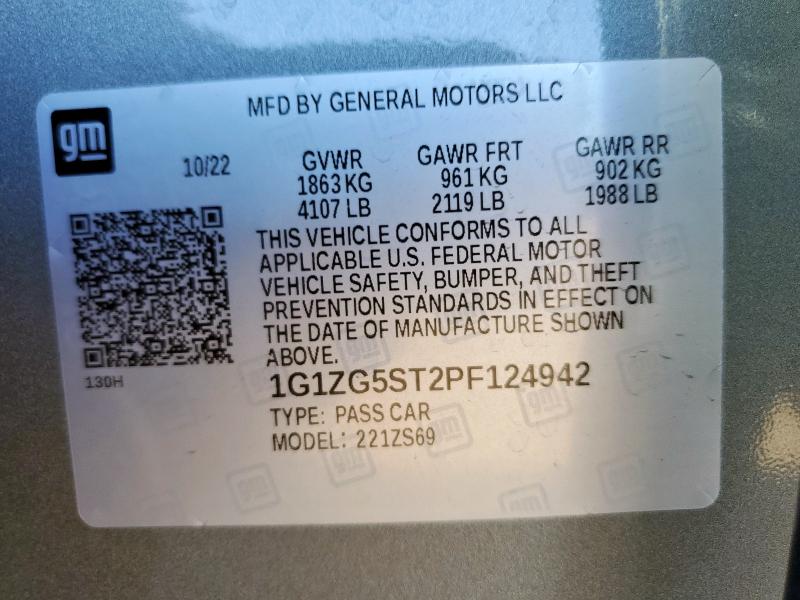 MFD BY GENERAL MOTORS LLC
gm
10/22
GVWR
1863 KG
4107 LB
GAWR FRT
961 KG
2119 LB
GAWR RR
902 KG
1988 LB
THIS VEHICLE CONFORMS TO ALL
APPLICABLE U.S. FEDERAL MOTOR
VEHICLE SAFETY, BUMPER, AND THEFT
PREVENTION STANDARDS IN EFFECT ON
THE DATE OF MANUFACTURE SHOWN
ABOVE.
130H
1G1ZG5ST2PF124942
TYPE: PASS CAR
MODEL: 221ZS69